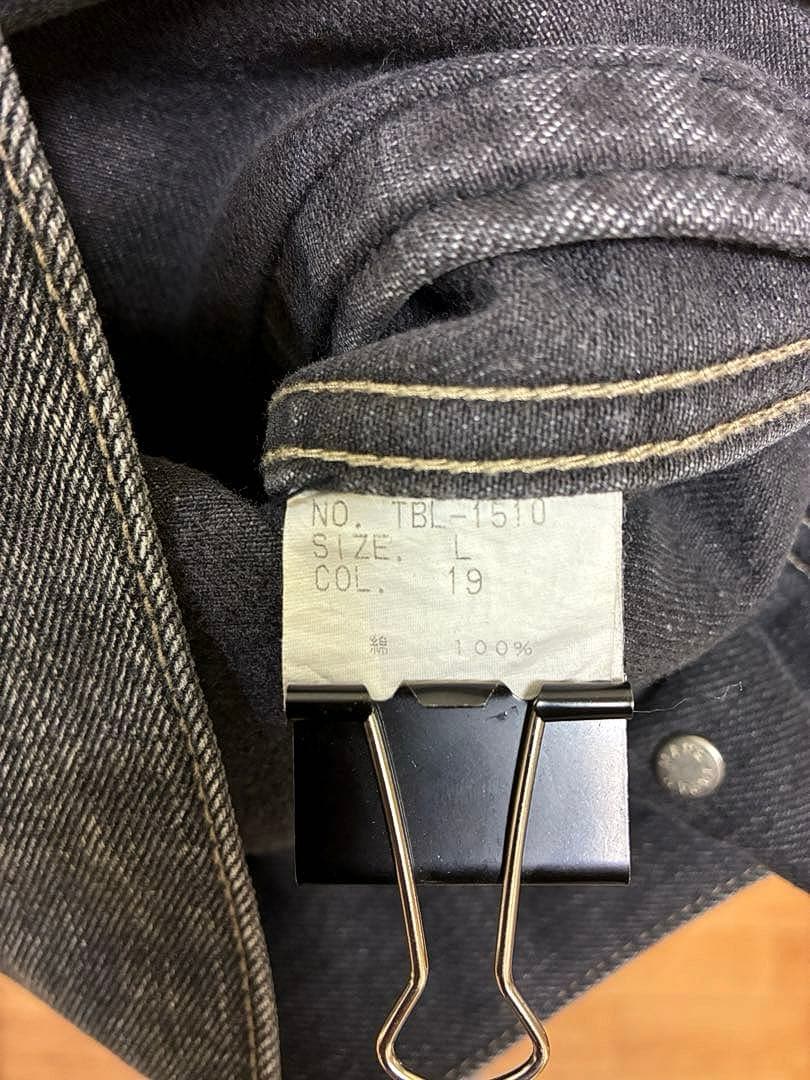 NO. TBL-1510
SIZE. L
COL. 19
綿 100%